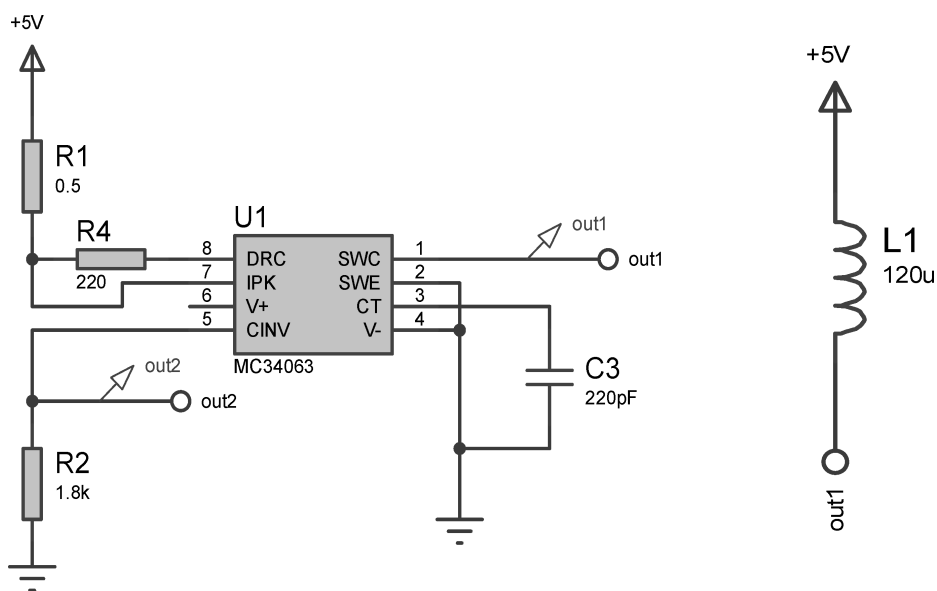 +5V
R1
0.5
R4
220
U1
8
7
6
5
DRC
IPK
V+
CINV
SWC
SWE
CT
V-
1
2
3
4
MC34063
out1
out1
out2
out2
R2
1.8k
C3
220pF
+5V
L1
120u
out1